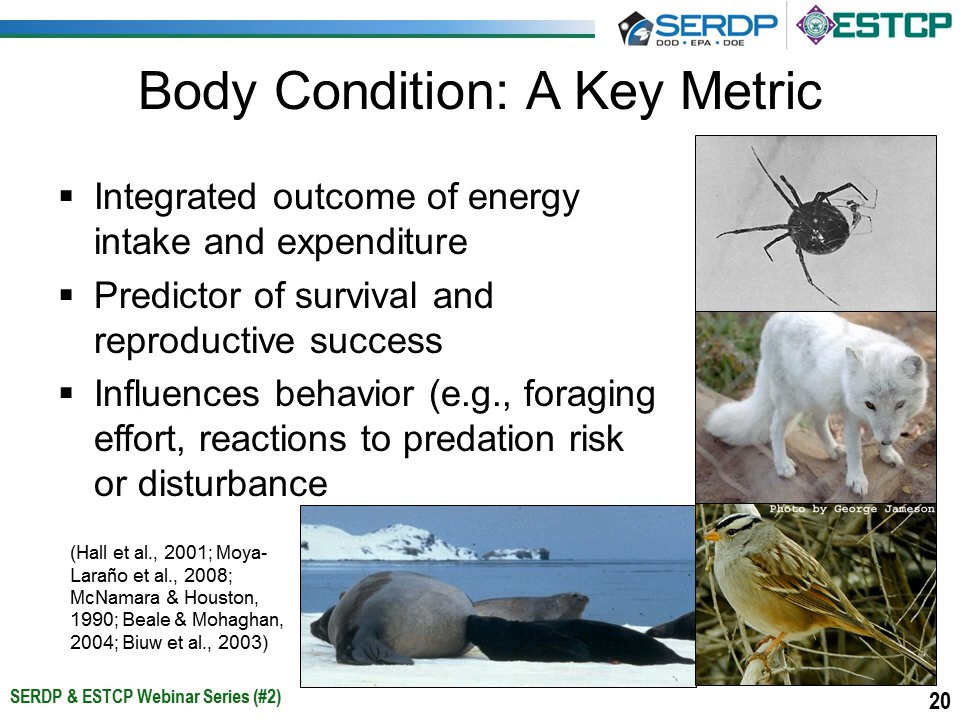 SERDP
DOD • EPA • DOE
ESTCP
Body Condition: A Key Metric
▪ Integrated outcome of energy
intake and expenditure
▪ Predictor of survival and
reproductive success
▪ Influences behavior (e.g., foraging
effort, reactions to predation risk
or disturbance
Photo by George Jameson
(Hall et al., 2001; Moya-
Laraño et al., 2008;
McNamara & Houston,
1990; Beale & Mohaghan,
2004; Biuw et al., 2003)
SERDP & ESTCP Webinar Series (#2)
20